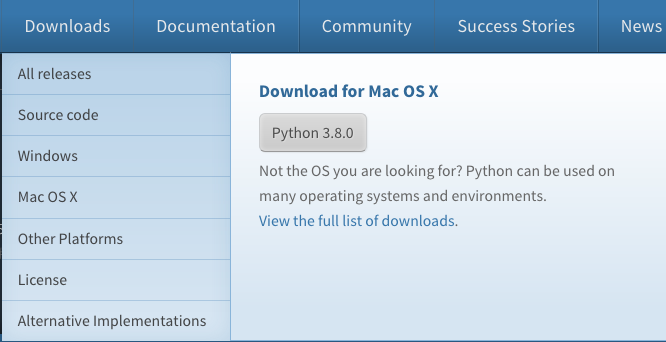 Downloads Documentation Community Success Stories News
All releases
Source code
Windows
Mac OS X
Other Platforms
License
Alternative Implementations
Download for Mac OS X
Python 3.8.0
Not the OS you are looking for? Python can be used on
many operating systems and environments.
View the full list of downloads.